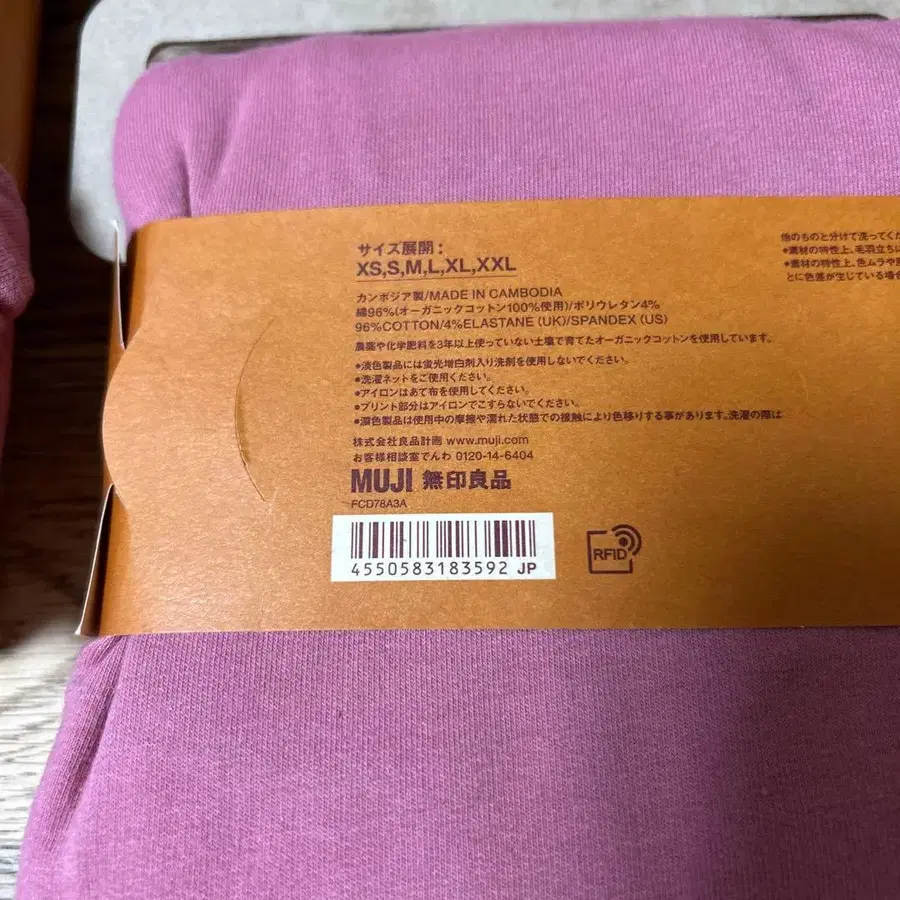 サイズ展開：
XS,S,M,L,XL,XXL
カンボジア製/MADE IN CAMBODIA
綿96%(オーガニックコットン100%使用)/ポリウレタン4%
96%COTTON/4%ELASTANE (UK)/SPANDEX (US)
農薬や化学肥料を3年以上使っていない土壌で育てたオーガニックコットンを使用しています。
●淡色製品には蛍光増白剤入り洗剤を使用しないでください。
●洗濯ネットをご使用ください。
●アイロンはあて布を使用してください。
●プリント部分はアイロンでこすらないでください。
●濃色製品は使用中の摩擦や濡れた状態での接触により色移りする事があります。洗濯の際は
株式会社良品計画 www.muji.com
お客様相談室でんわ 0120-14-6404
MUJI 無印良品
FCD78A3A
4550583183592 JP
RFID
他のものと分けて洗ってくだ
●素材の特性上、毛羽立ちに
●素材の特性上、色ムラや
とに色差が生じている場合